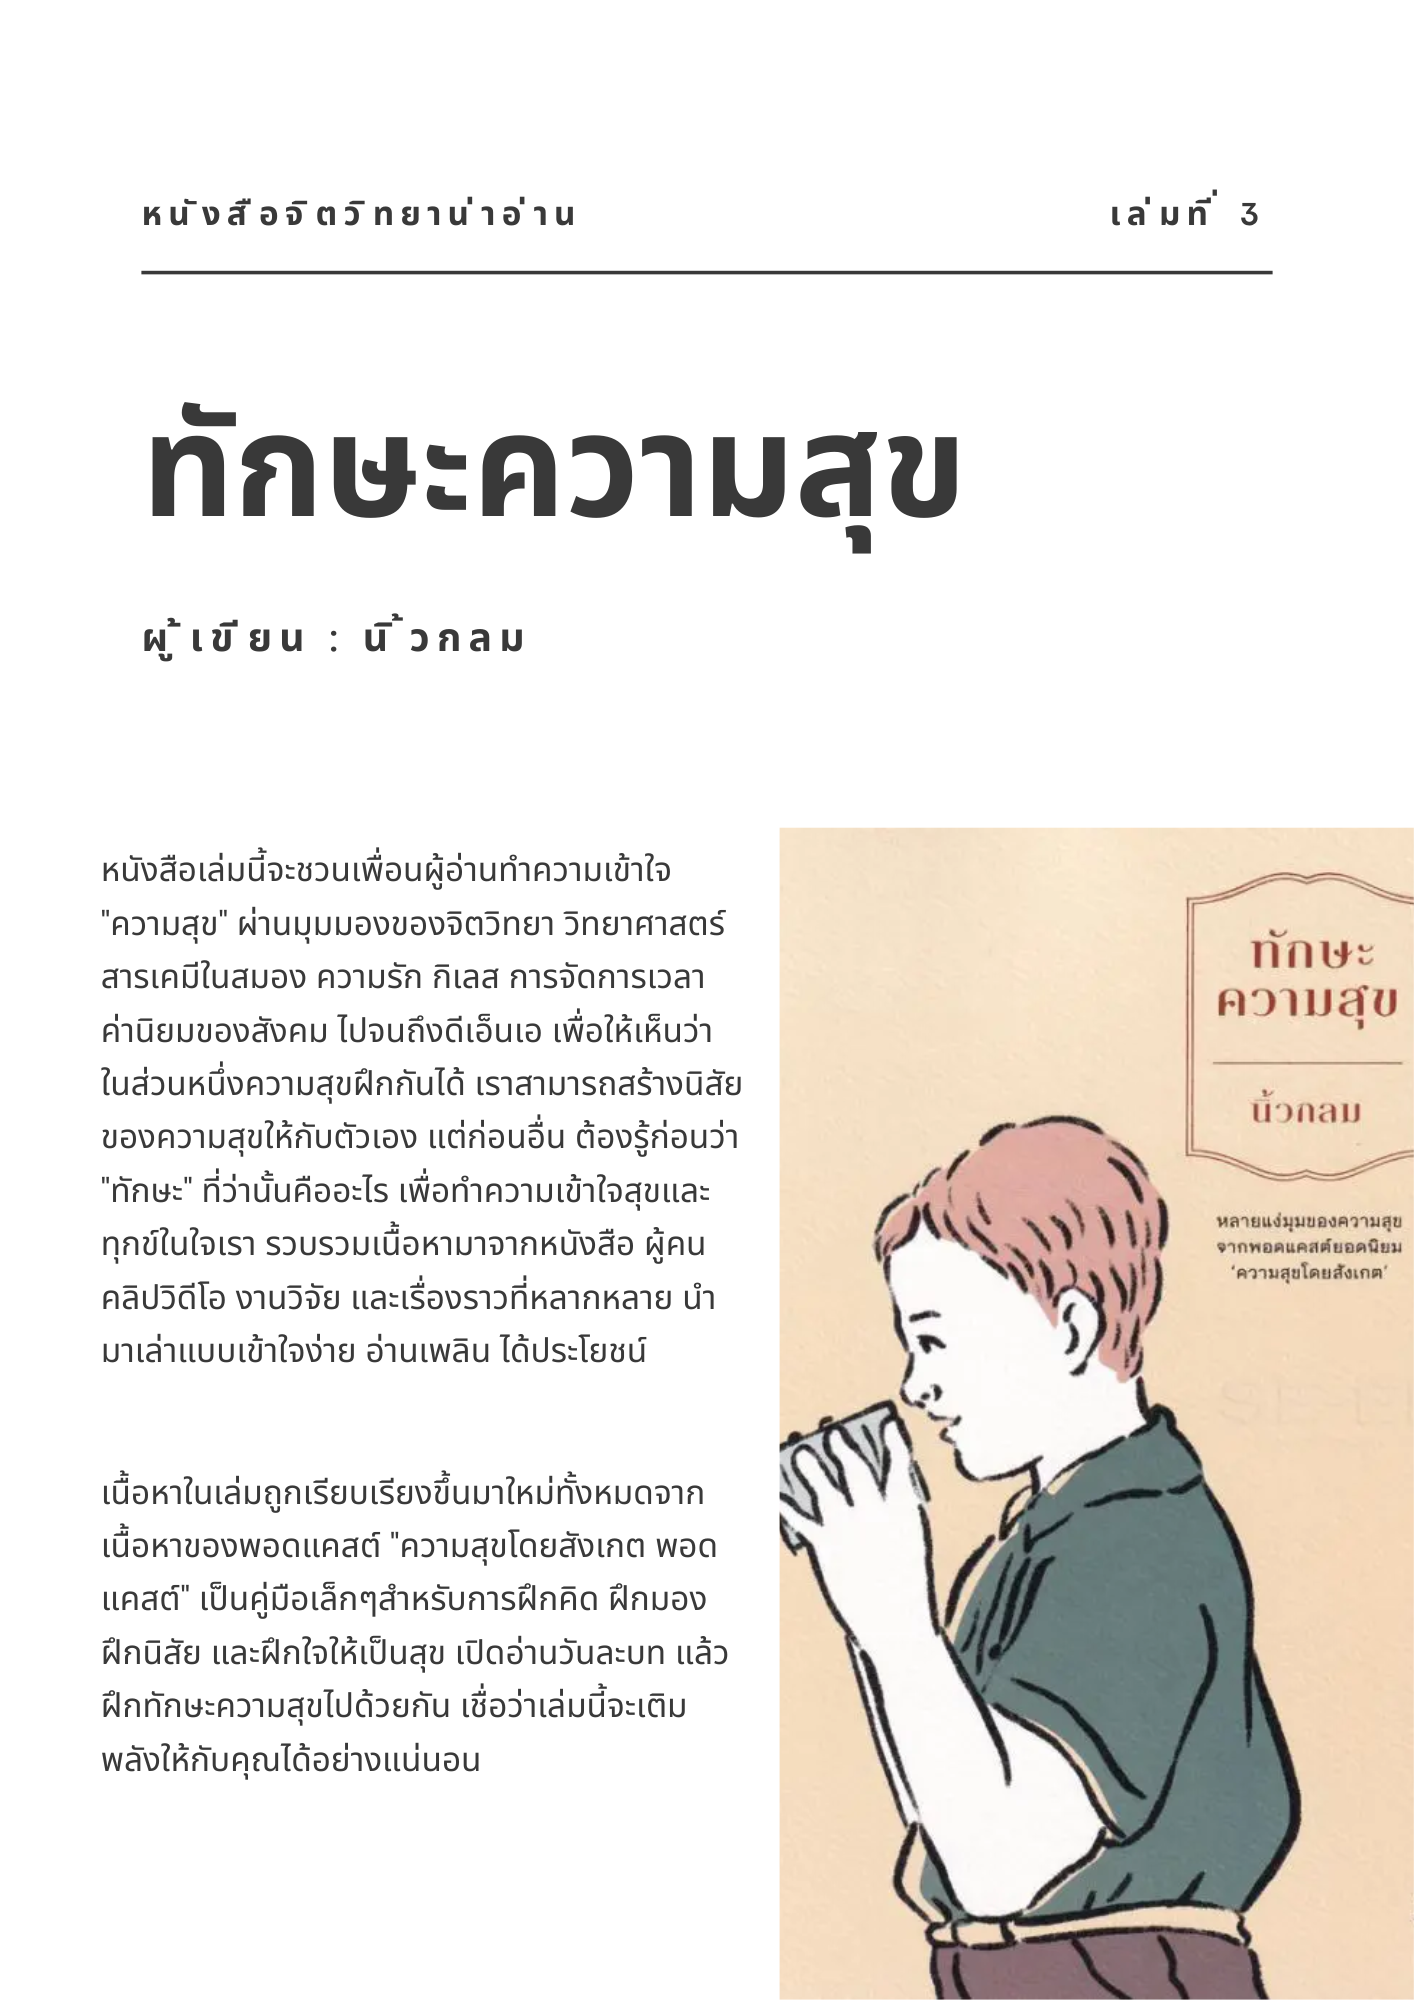 หนังสือจิตวิทยาน่าอ่าน
เล่มที่ 3
ทักษะความสุข
ผู้เขียน : นิ้วกลม
หนังสือเล่มนี้จะชวนเพื่อนผู้อ่านทำความเข้าใจ
"ความสุข" ผ่านมุมมองของจิตวิทยา วิทยาศาสตร์
สารเคมีในสมอง ความรัก กิเลส การจัดการเวลา
ค่านิยมของสังคม ไปจนถึงดีเอ็นเอ เพื่อให้เห็นว่า
ในส่วนหนึ่งความสุขฝึกกันได้ เราสามารถสร้างนิสัย
ของความสุขให้กับตัวเอง แต่ก่อนอื่น ต้องรู้ก่อนว่า
"ทักษะ" ที่ว่านั้นคืออะไร เพื่อทำความเข้าใจสุขและ
ทุกข์ในใจเรา รวบรวมเนื้อหามาจากหนังสือ ผู้คน
คลิปวิดีโอ งานวิจัย และเรื่องราวที่หลากหลาย นำ
มาเล่าแบบเข้าใจง่าย อ่านเพลิน ได้ประโยชน์
เนื้อหาในเล่มถูกเรียบเรียงขึ้นมาใหม่ทั้งหมดจาก
เนื้อหาของพอดแคสต์ "ความสุขโดยสังเกต พอด
แคสต์" เป็นคู่มือเล็กๆสำหรับการฝึกคิด ฝึกมอง
ฝึกนิสัย และฝึกใจให้เป็นสุข เปิดอ่านวันละบท แล้ว
ฝึกทักษะความสุขไปด้วยกัน เชื่อว่าเล่มนี้จะเติม
พลังให้กับคุณได้อย่างแน่นอน
ทักษะ
ความสุข
นิ้วกลม
หลายแง่มุมของความสุข
จากพอดแคสต์ยอดนิยม
‘ความสุขโดยสังเกต’